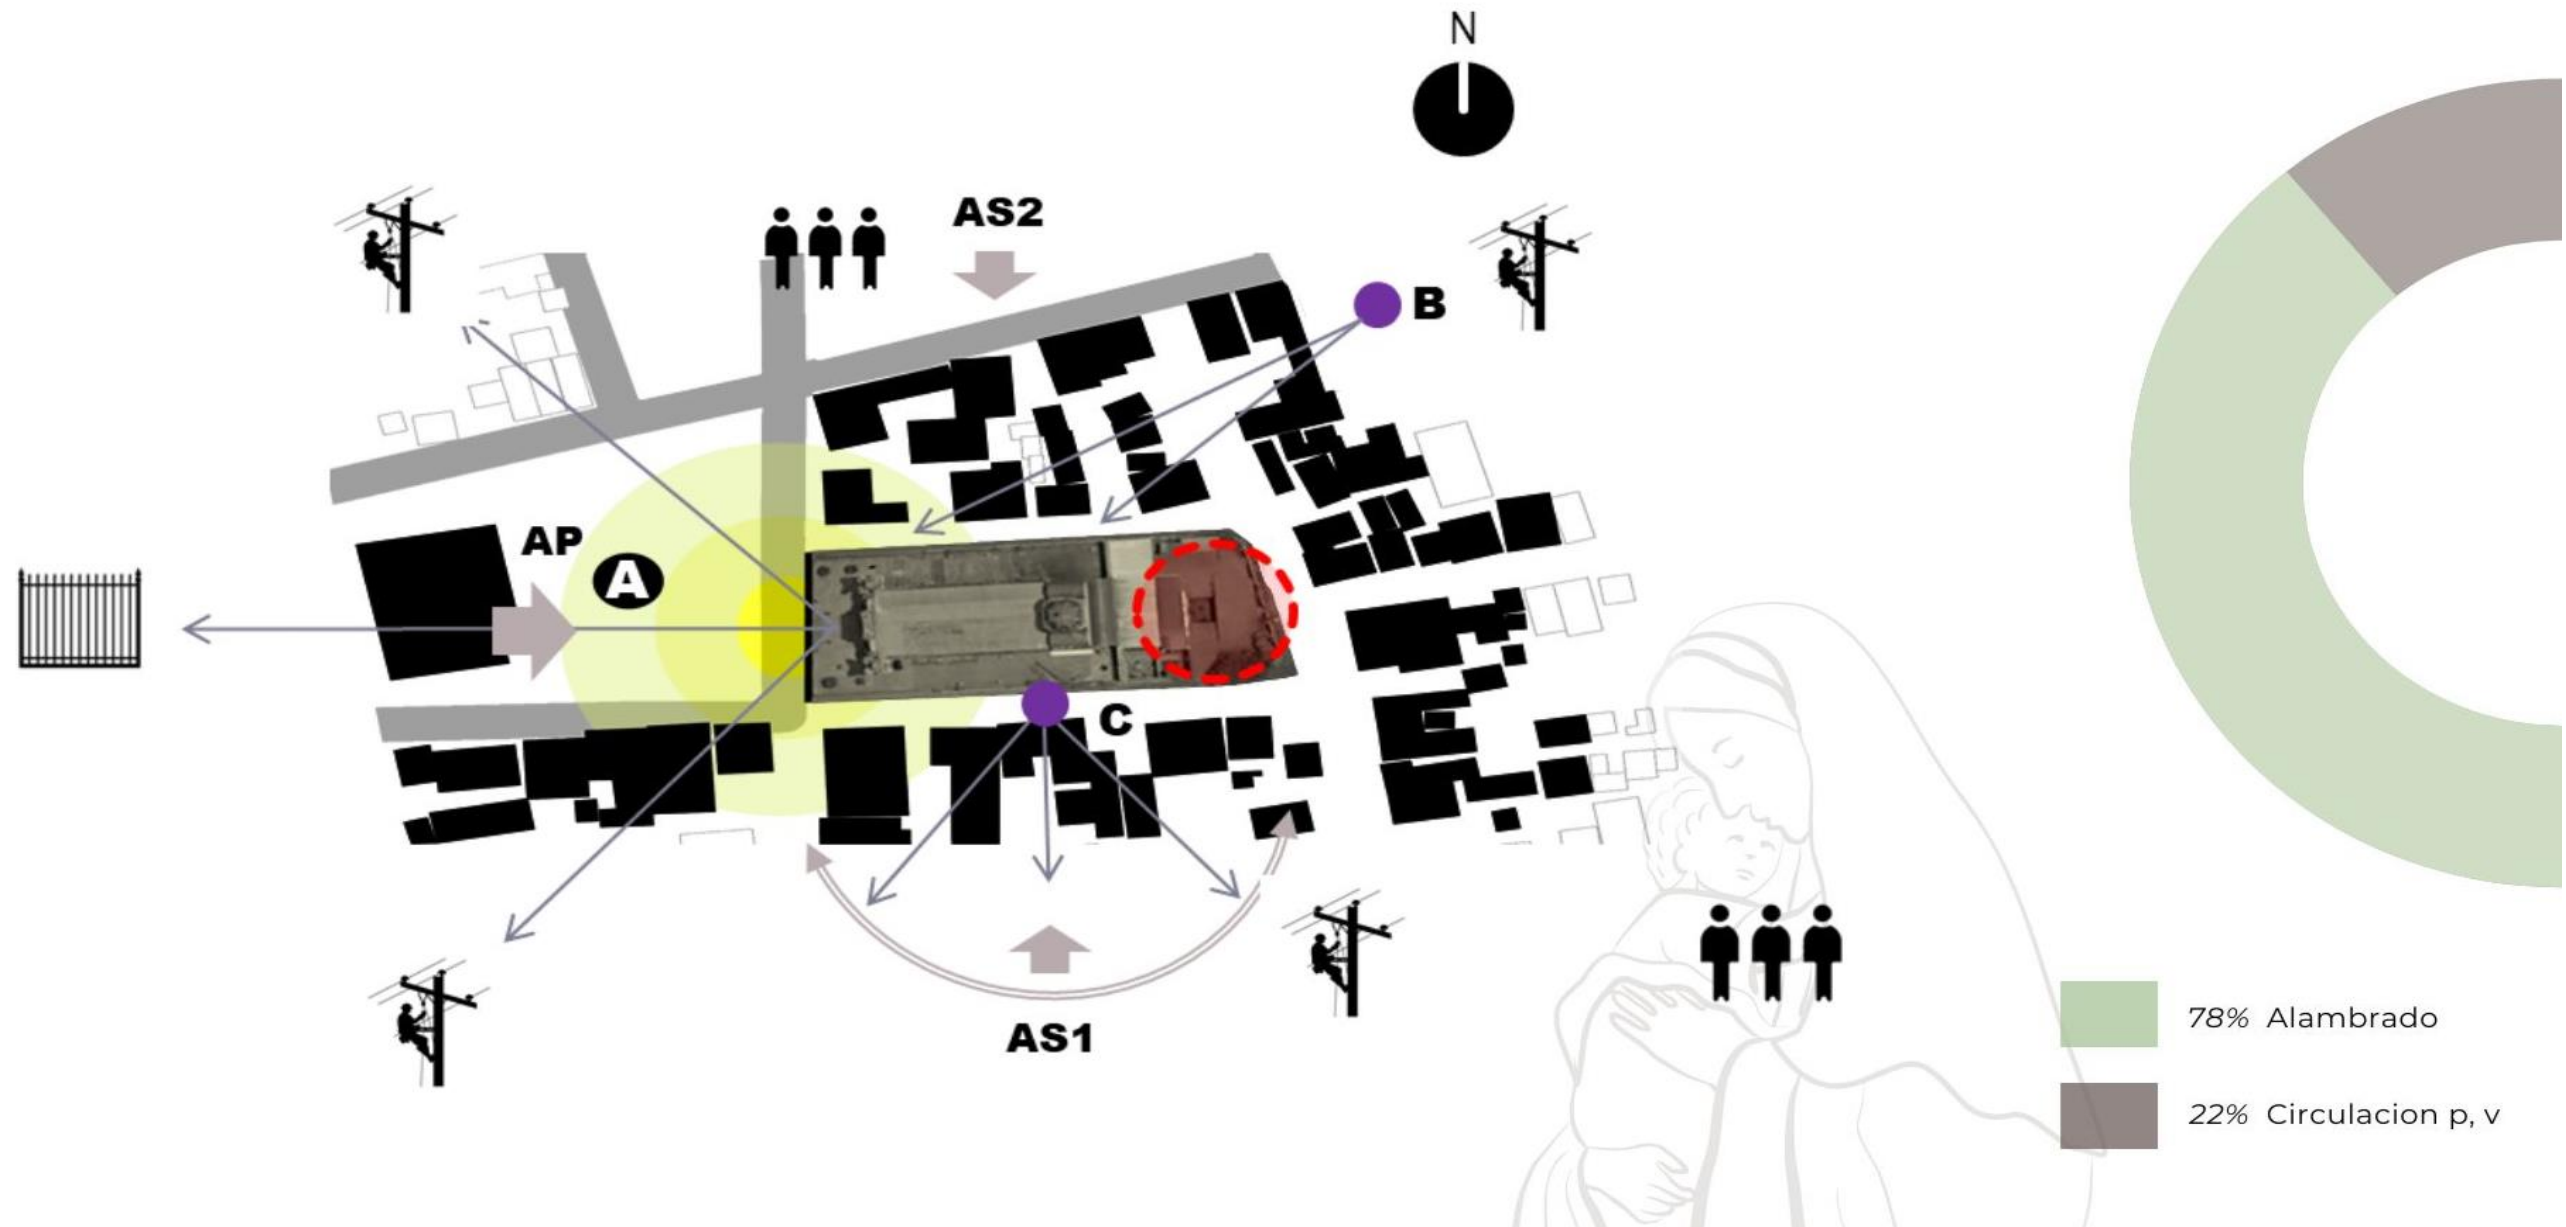 N
AS2
B
AP
A
C
AS1
78% Alambrado
22% Circulacion p, v